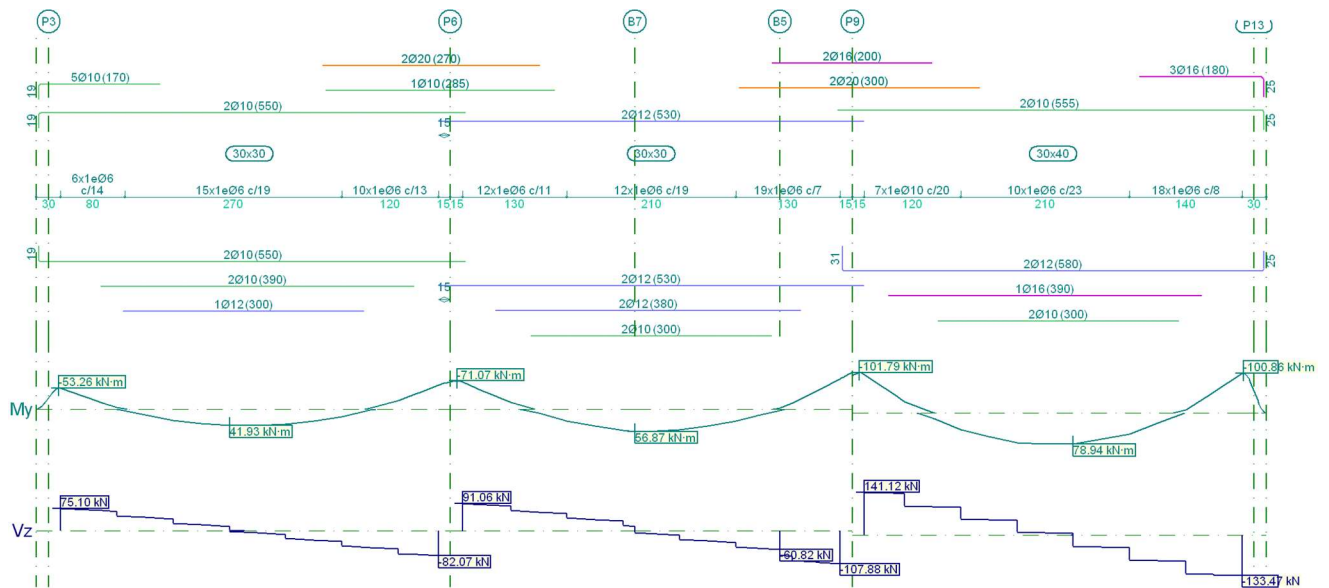 P3 P6 B7 B5 P9 P13
2Ø20(270) 2Ø16(200)
5Ø10(170) 1Ø10(285) 2Ø20(300) 3Ø16(180)
19 25
2Ø10(550) 2Ø12(530) 2Ø10(555)
19 15 25
30x30 30x30 30x40
6x1eØ6
c/14 15x1eØ6 c/19 10x1eØ6 c/13 12x1eØ6 c/11 12x1eØ6 c/19 19x1eØ6 c/7 7x1eØ10 c/20 10x1eØ6 c/23 18x1eØ6 c/8
30 80 270 120 1515 130 210 130 1515 120 210 140 30
19 2Ø10(550) 31 2Ø12(580) 25
2Ø10(390) 15 2Ø12(530) 1Ø16(390)
1Ø12(300) 2Ø12(380) 2Ø10(300)
2Ø10(300)
-53.26 kN·m -71.07 kN·m -101.79 kN·m -100.86 kN·m
My
41.93 kN·m 56.87 kN·m 78.94 kN·m
75.10 kN 91.06 kN 141.12 kN
Vz
-82.07 kN -60.82 kN -107.88 kN -133.47 kN